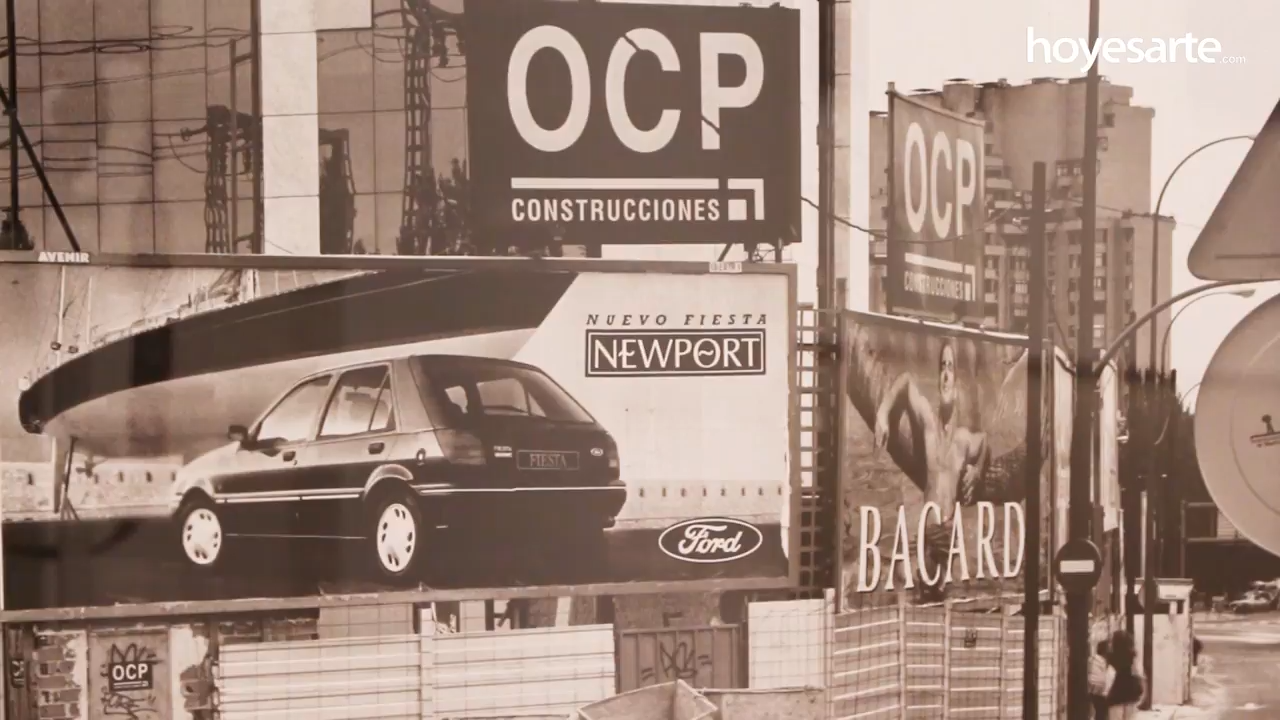 hoyesarte.com
OCP
CONSTRUCCIONES
OCP
CONSTRUCCIONES
AVENIR
NUEVO FIESTA
NEWPORT
FIESTA
Ford
BACARD
OCP